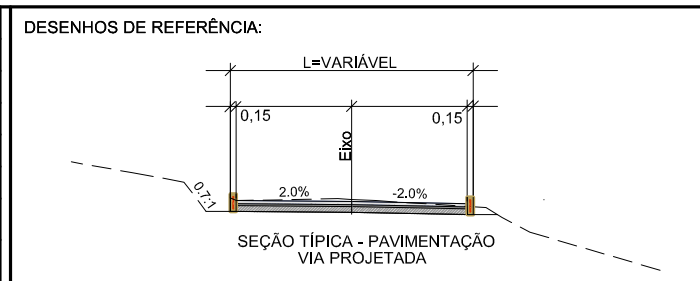 DESENHOS DE REFERÊNCIA:
L=VARIÁVEL
0,15
0,15
Eixo
0.7:1
2.0%
-2.0%
SEÇÃO TÍPICA - PAVIMENTAÇÃO
VIA PROJETADA